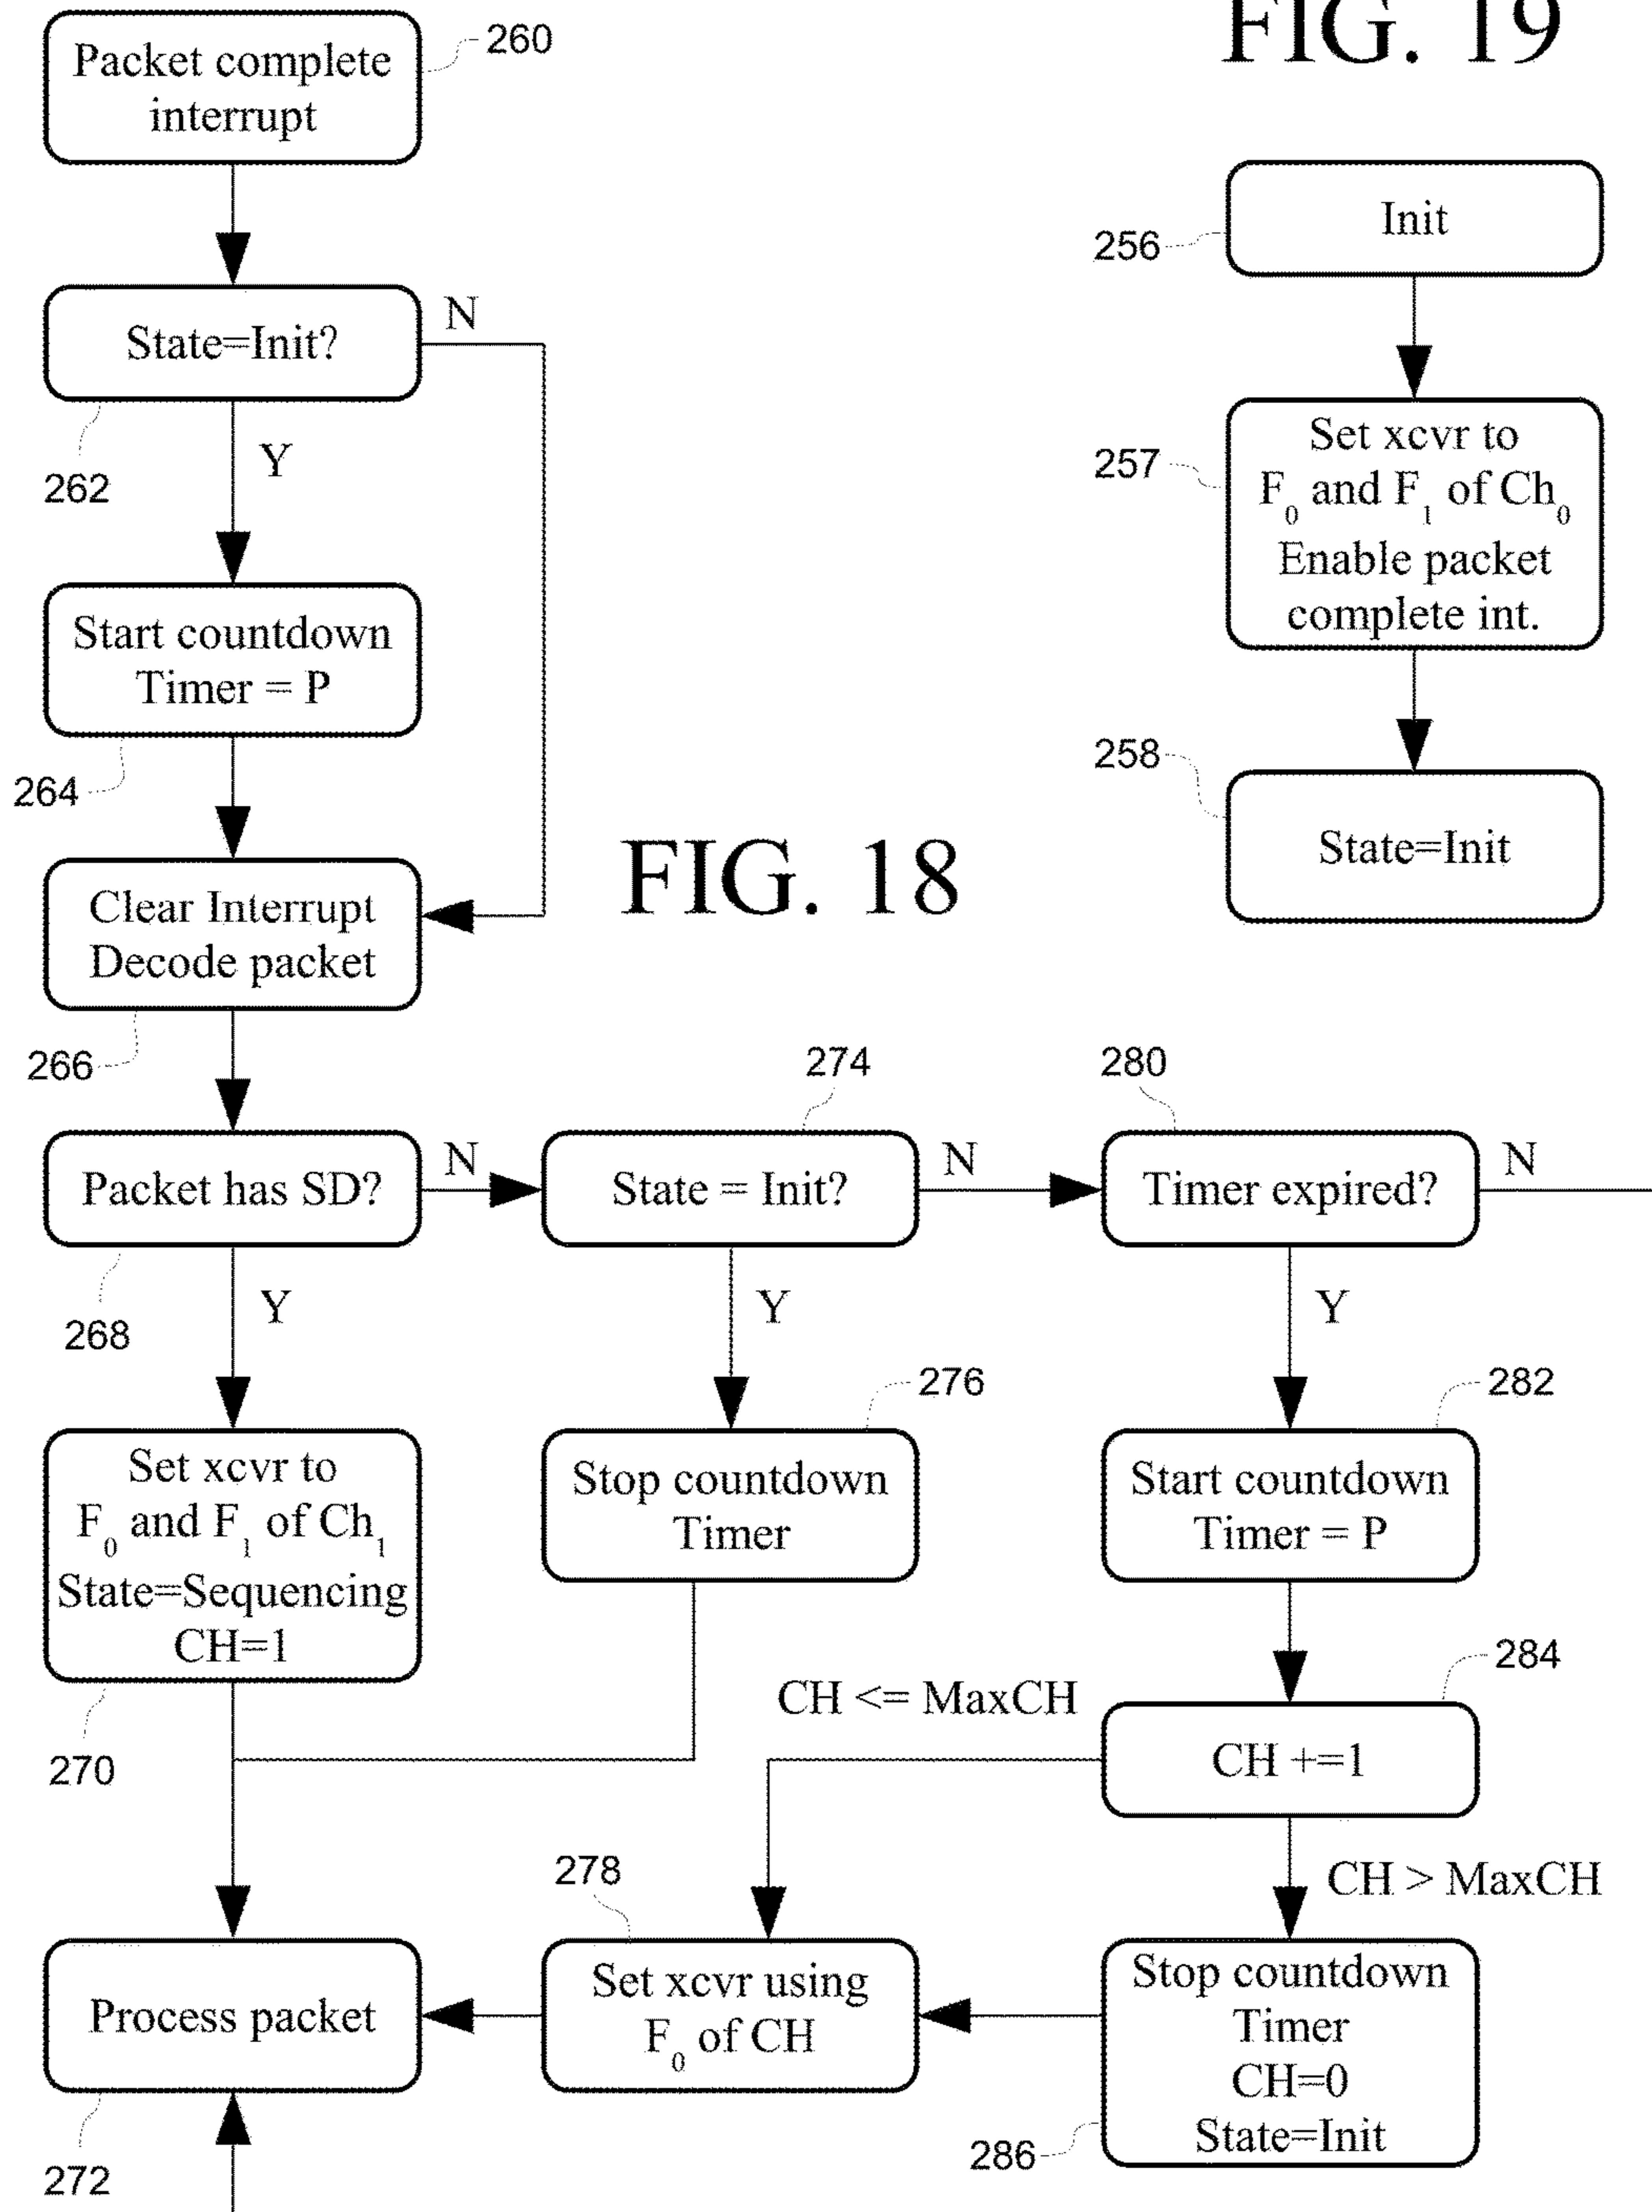 FIG. 19
Packet complete
interrupt
260
Init
256
State=Init?
N
262
Y
Set xcvr to
F₀ and F₁ of Ch₀
Enable packet
complete int.
257
Start countdown
Timer = P
264
258
State=Init
FIG. 18
Clear Interrupt
Decode packet
266
274
280
Packet has SD?
N
State = Init?
N
Timer expired?
N
268
Y
Y
Y
276
282
Set xcvr to
F₀ and F₁ of Ch₁
State=Sequencing
CH=1
Stop countdown
Timer
Start countdown
Timer = P
270
284
CH <= MaxCH
CH +=1
278
CH > MaxCH
Process packet
Set xcvr using
F₀ of CH
Stop countdown
Timer
CH=0
State=Init
272
286